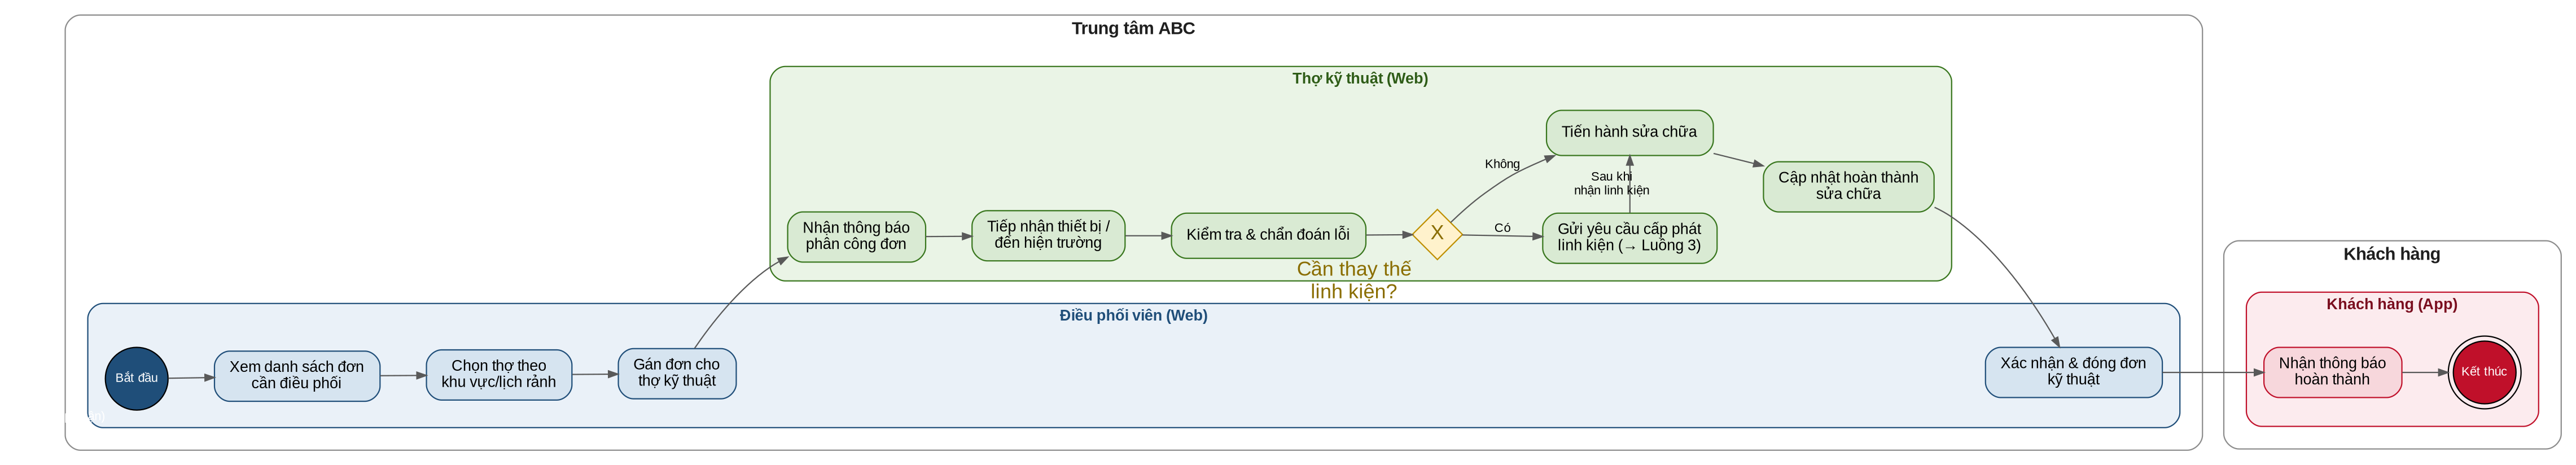 Trung tâm ABC
Thợ kỹ thuật (Web)
Tiến hành sửa chữa
Không
Sau khi
nhận linh kiện
Cập nhật hoàn thành
sửa chữa
Nhận thông báo
phân công đơn
Tiếp nhận thiết bị /
đến hiện trường
Kiểm tra & chẩn đoán lỗi
X
Có
Gửi yêu cầu cấp phát
linh kiện (→ Luồng 3)
Cần thay thế
linh kiện?
Điều phối viên (Web)
Bắt đầu
Xem danh sách đơn
cần điều phối
Chọn thợ theo
khu vực/lịch rảnh
Gán đơn cho
thợ kỹ thuật
Xác nhận & đóng đơn
kỹ thuật
Khách hàng
Khách hàng (App)
Nhận thông báo
hoàn thành
Kết thúc